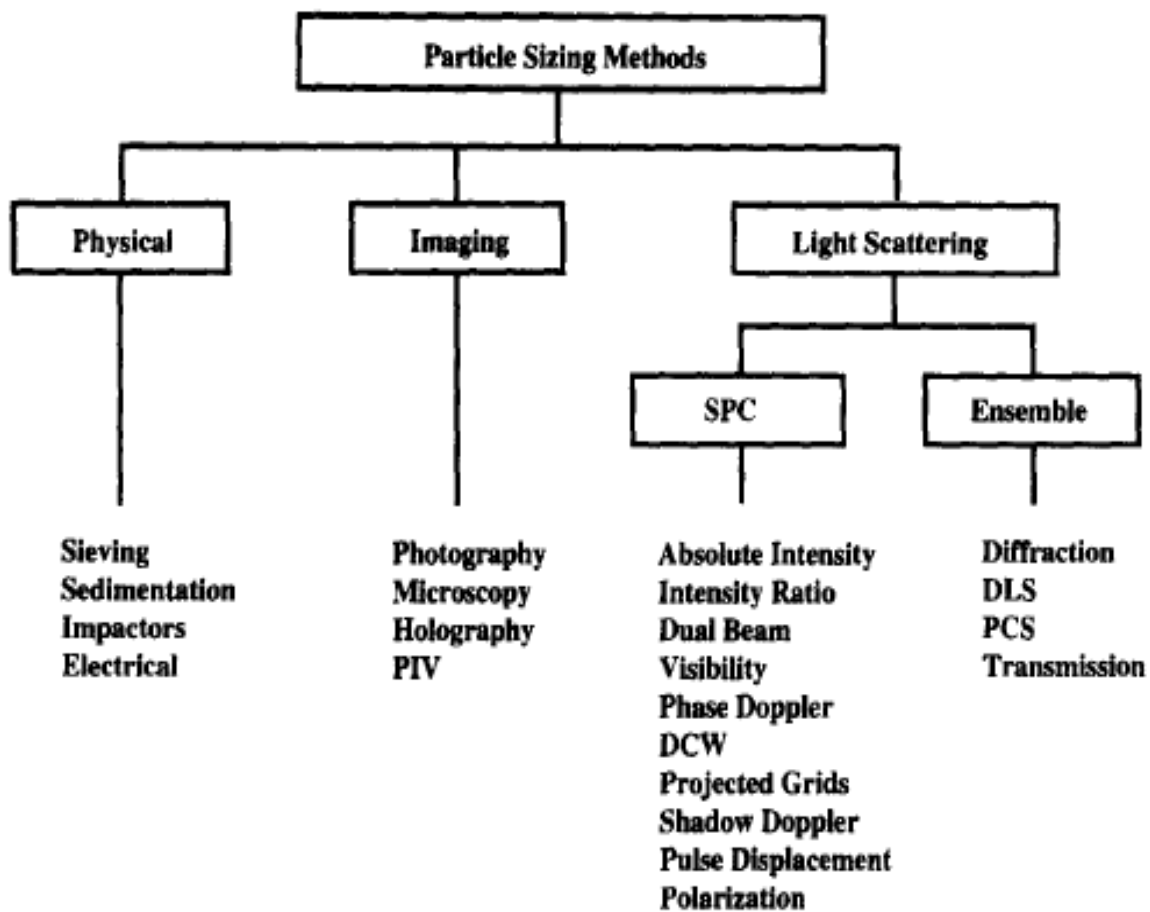 Particle Sizing Methods
Physical
Imaging
Light Scattering
SPC
Ensemble
Sieving
Sedimentation
Impactors
Electrical
Photography
Microscopy
Holography
PIV
Absolute Intensity
Intensity Ratio
Dual Beam
Visibility
Phase Doppler
DCW
Projected Grids
Shadow Doppler
Pulse Displacement
Polarization
Diffraction
DLS
PCS
Transmission